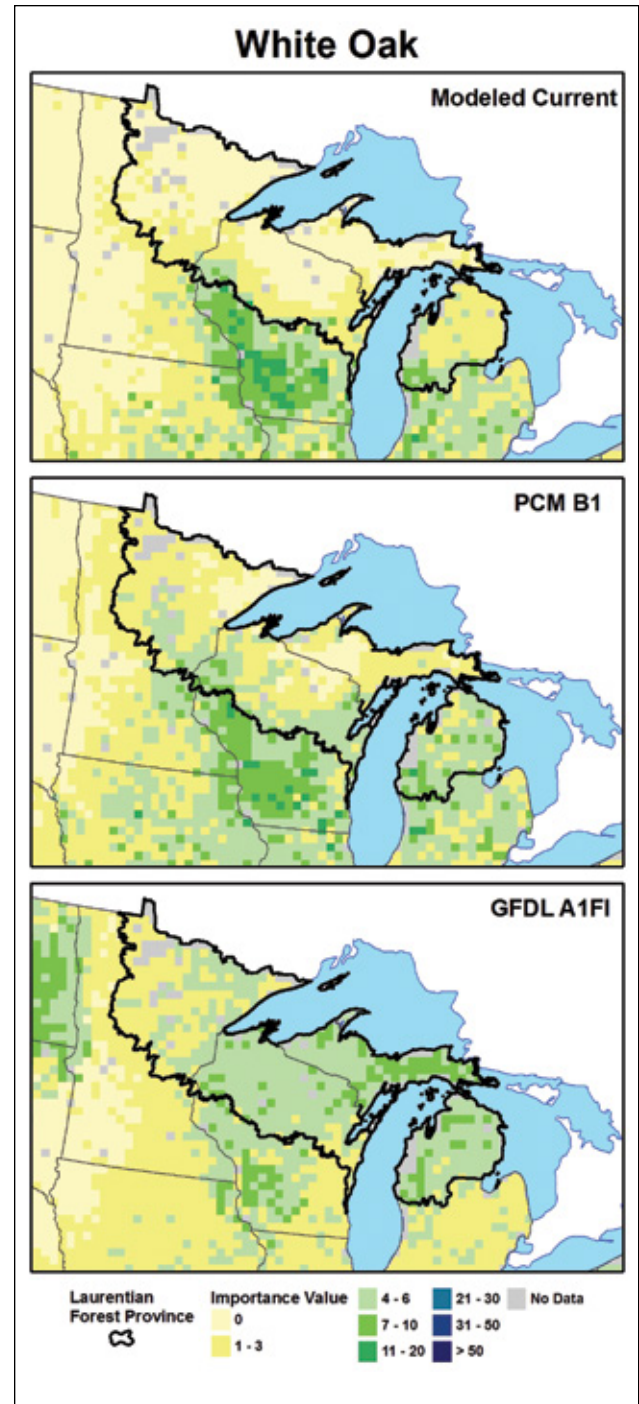 White Oak
Modeled Current
PCM B1
GFDL A1FI
Laurentian
Forest Province
Importance Value
0
1 - 3
4 - 6
7 - 10
11 - 20
21 - 30
31 - 50
> 50
No Data